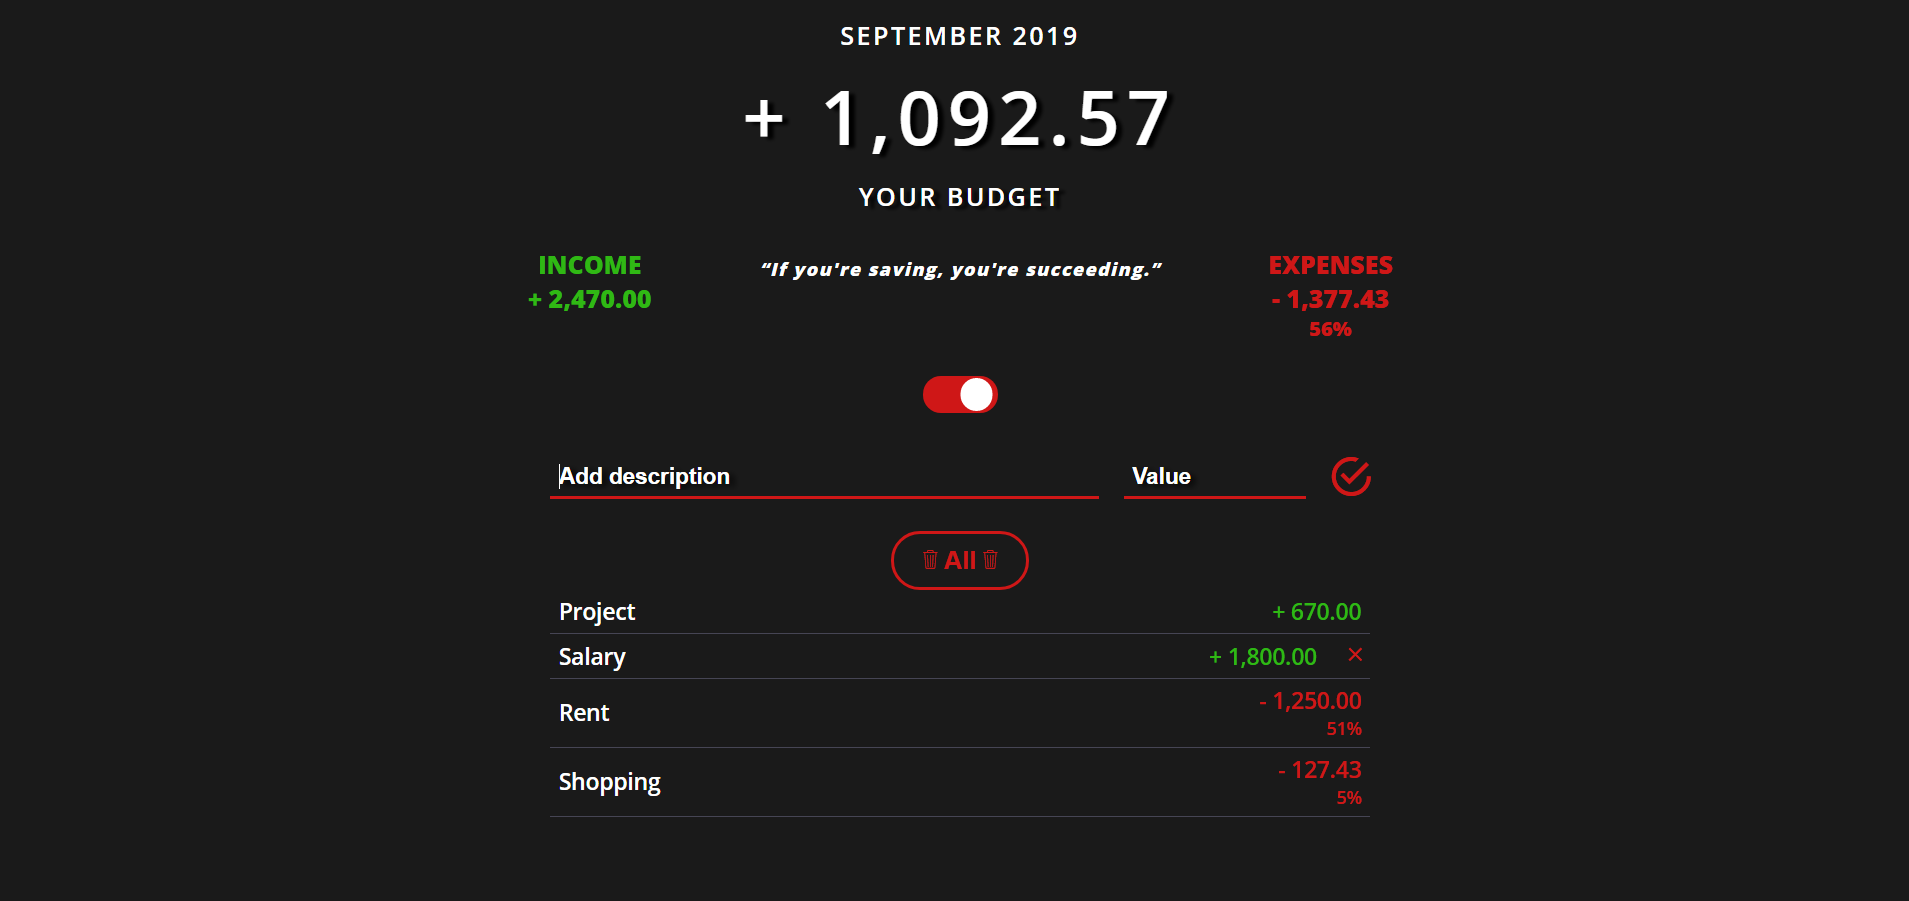 SEPTEMBER 2019
+ 1,092.57
YOUR BUDGET
INCOME
+ 2,470.00
“If you're saving, you're succeeding.”
EXPENSES
- 1,377.43
56%
Add description
Value
All
Project + 670.00
Salary + 1,800.00
Rent - 1,250.00
51%
Shopping - 127.43
5%